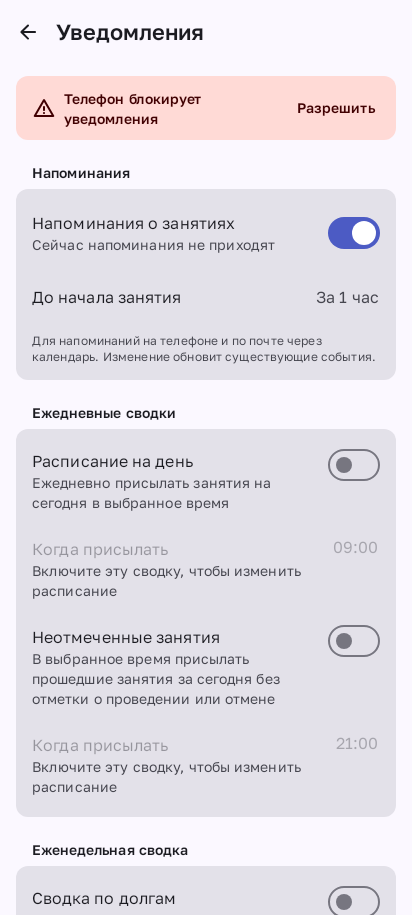 Уведомления
Телефон блокирует
уведомления
Разрешить
Напоминания
Напоминания о занятиях
Сейчас напоминания не приходят
До начала занятия
За 1 час
Для напоминаний на телефоне и по почте через
календарь. Изменение обновит существующие события.
Ежедневные сводки
Расписание на день
Ежедневно присылать занятия на
сегодня в выбранное время
Когда присылать
09:00
Включите эту сводку, чтобы изменить
расписание
Неотмеченные занятия
В выбранное время присылать
прошедшие занятия за сегодня без
отметки о проведении или отмене
Когда присылать
21:00
Включите эту сводку, чтобы изменить
расписание
Еженедельная сводка
Сводка по долгам